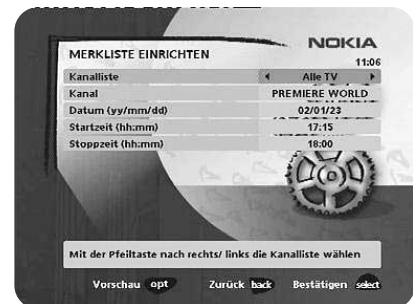 NOKIA
MERKLISTE EINRICHTEN
11:06
Kanalliste Alle TV
Kanal PREMIERE WORLD
Datum (yy/mm/dd) 02/01/23
Startzeit (hh:mm) 17:15
Stoppzeit (hh:mm) 18:00
Mit der Pfeiltaste nach rechts/ links die Kanalliste wählen
Vorschau opt Zurück back Bestätigen select